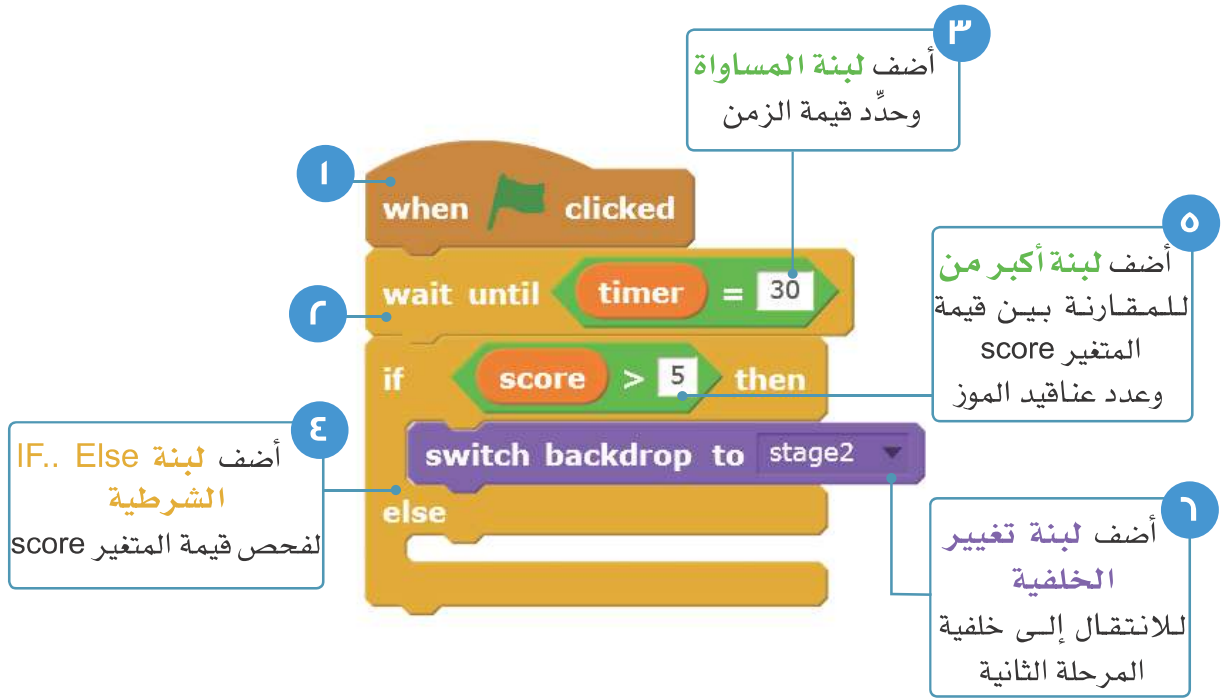 ٣
أضف لبنة المساواة
وحدِّد قيمة الزمن
١
when clicked
٢
wait until timer = 30
٥
أضف لبنة أكبر من
للمقارنة بين قيمة
المتغير score
وعدد عناقيد الموز
if score > 5 then
٤
أضف لبنة IF.. Else
الشرطية
لفحص قيمة المتغير score
switch backdrop to stage2
else
٦
أضف لبنة تغيير
الخلفية
للانتقال إلى خلفية
المرحلة الثانية